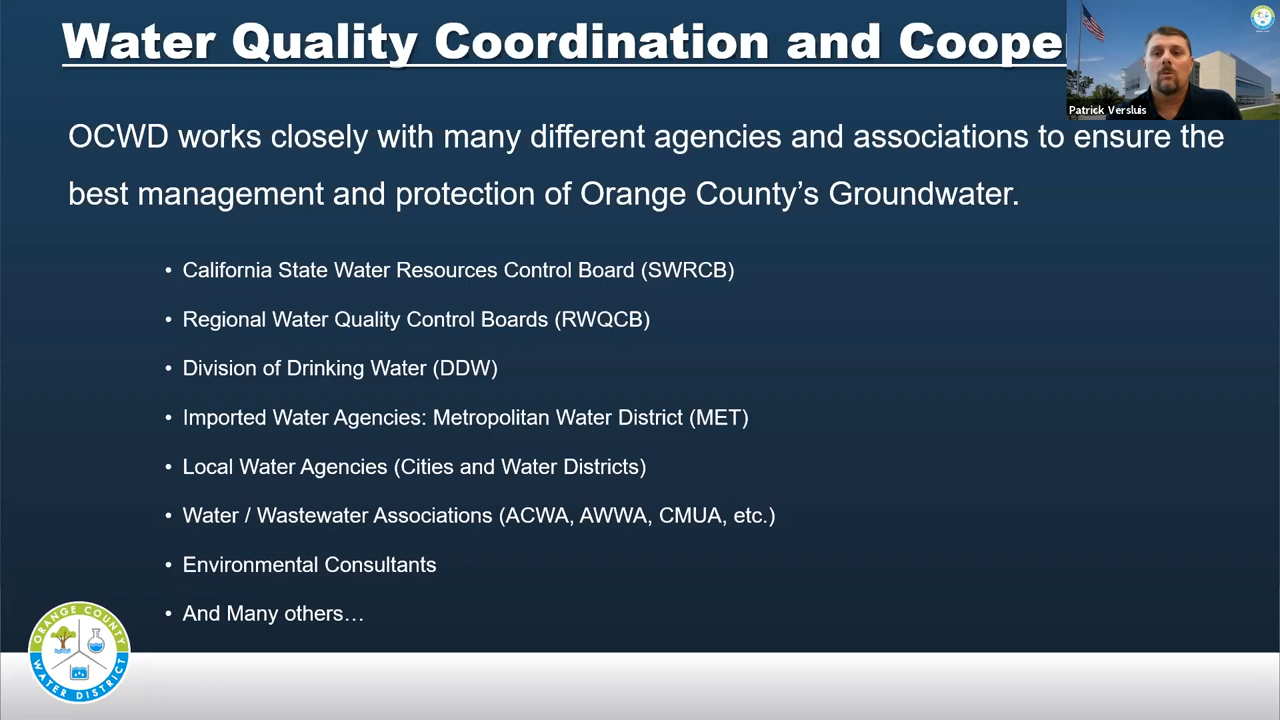 Water Quality Coordination and Coope
Patrick Versluis
OCWD works closely with many different agencies and associations to ensure the
best management and protection of Orange County’s Groundwater.
• California State Water Resources Control Board (SWRCB)
• Regional Water Quality Control Boards (RWQCB)
• Division of Drinking Water (DDW)
• Imported Water Agencies: Metropolitan Water District (MET)
• Local Water Agencies (Cities and Water Districts)
• Water / Wastewater Associations (ACWA, AWWA, CMUA, etc.)
• Environmental Consultants
• And Many others…
ORANGE COUNTY
WATER DISTRICT